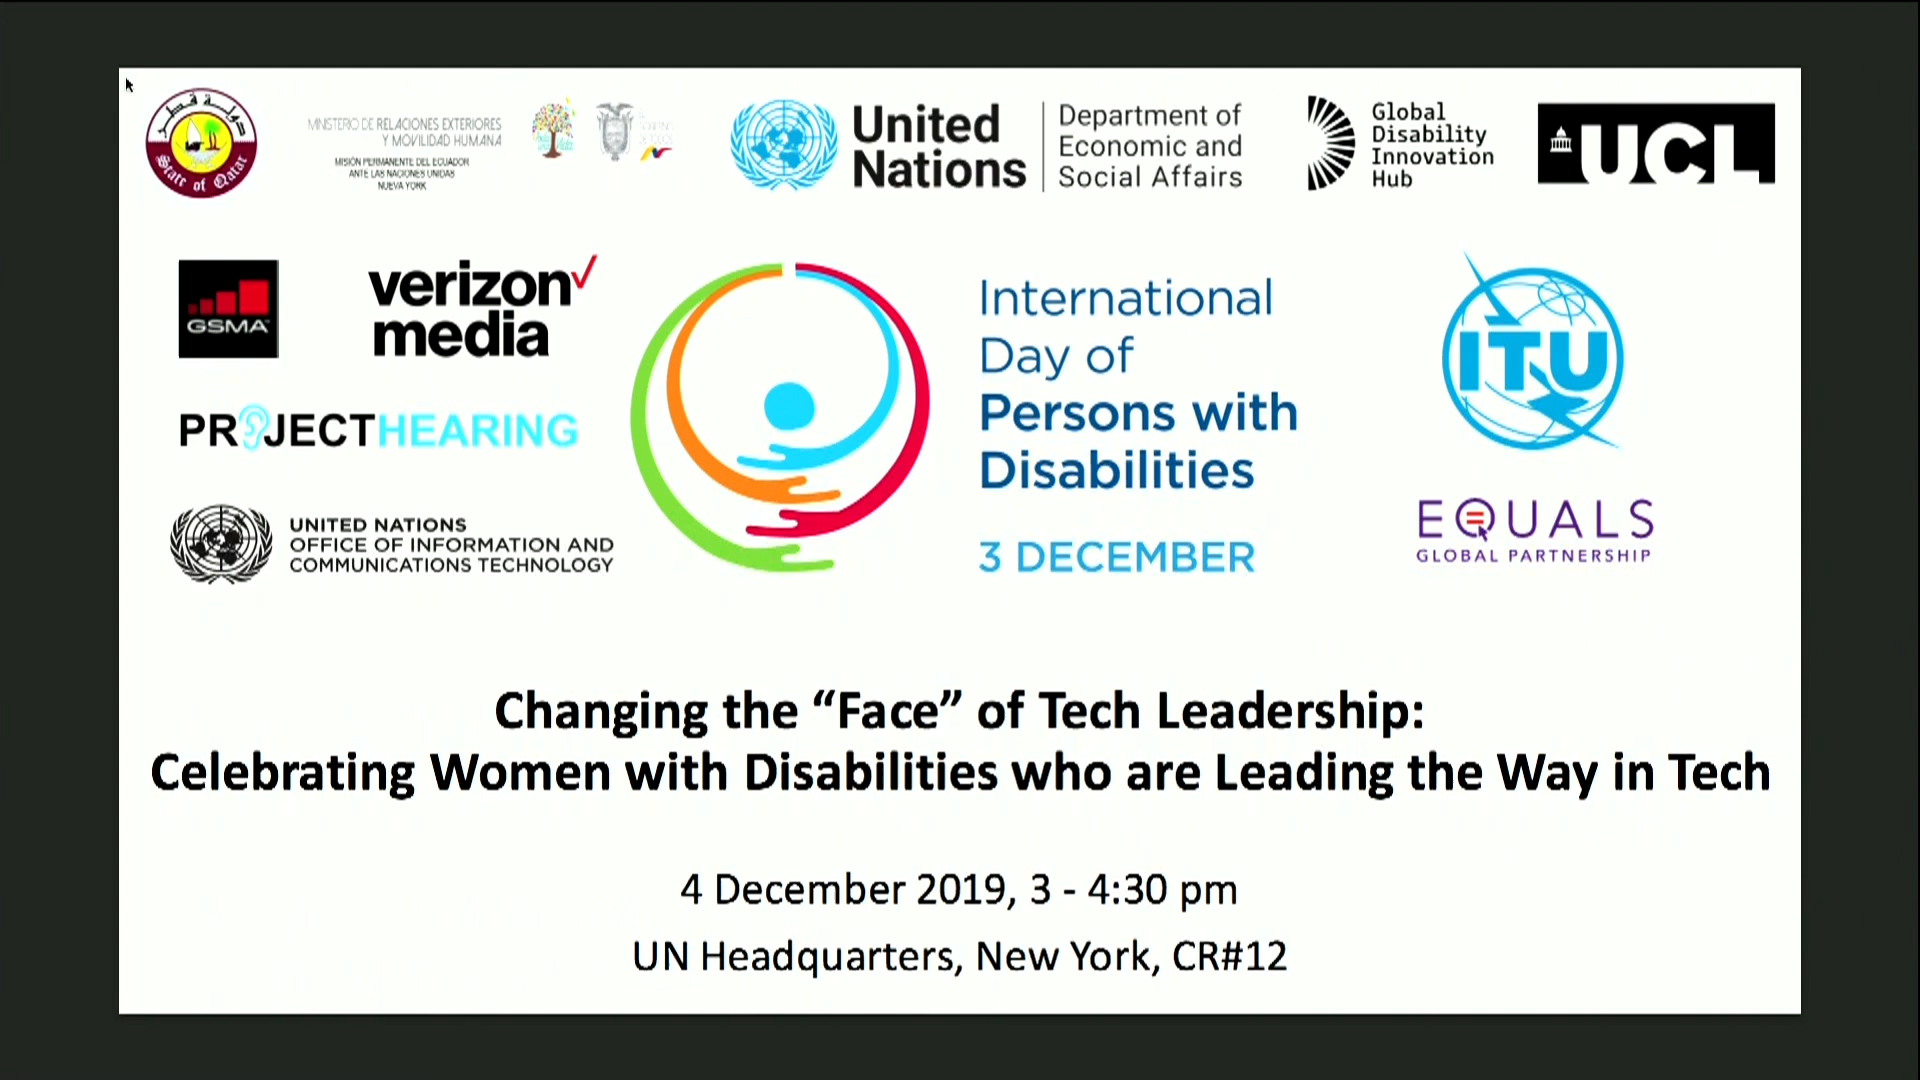 دولة قطر
State of Qatar
MINISTERIO DE RELACIONES EXTERIORES
Y MOVILIDAD HUMANA
MISIÓN PERMANENTE DEL ECUADOR
ANTE LAS NACIONES UNIDAS
NUEVA YORK
United
Nations
Department of
Economic and
Social Affairs
Global
Disability
Innovation
Hub
UCL
GSMA™
verizon
media
PROJECTHEARING
UNITED NATIONS
OFFICE OF INFORMATION AND
COMMUNICATIONS TECHNOLOGY
International
Day of
Persons with
Disabilities
3 DECEMBER
ITU
EQUALS
GLOBAL PARTNERSHIP
Changing the “Face” of Tech Leadership:
Celebrating Women with Disabilities who are Leading the Way in Tech
4 December 2019, 3 - 4:30 pm
UN Headquarters, New York, CR#12